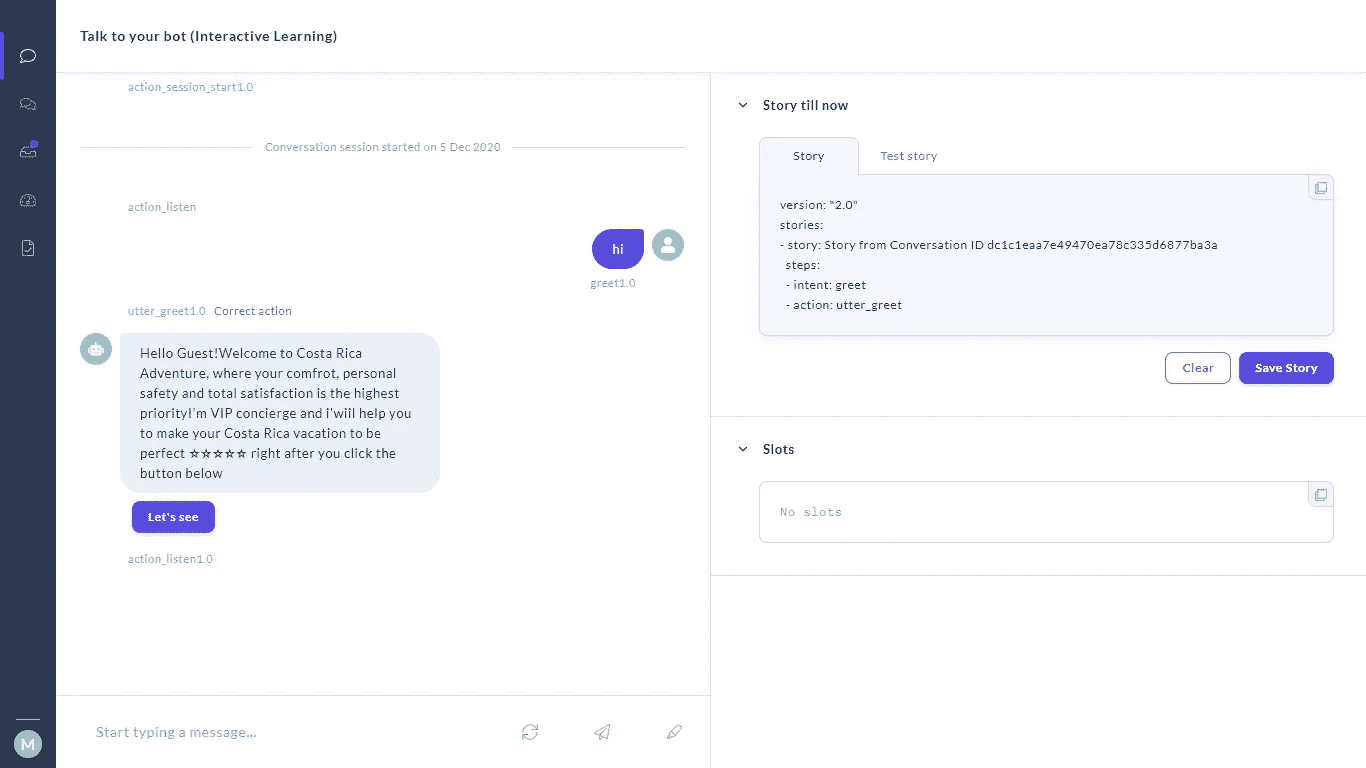 Talk to your bot (Interactive Learning)
action_session_start1.0
Conversation session started on 5 Dec 2020
action_listen
hi
greet1.0
utter_greet1.0 Correct action
Hello Guest!Welcome to Costa Rica
Adventure, where your comfrot, personal
safety and total satisfaction is the highest
priority!I'm VIP concierge and i'wiil help you
to make your Costa Rica vacation to be
perfect ☆☆☆☆☆ right after you click the
button below
Let's see
action_listen1.0
Start typing a message...
M
Story till now
Story Test story
version: "2.0"
stories:
- story: Story from Conversation ID dc1c1eaa7e49470ea78c335d6877ba3a
steps:
- intent: greet
- action: utter_greet
Clear Save Story
Slots
No slots